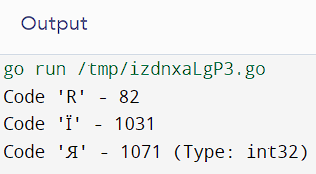 Output
go run /tmp/izdnxaLgP3.go
Code 'R' - 82
Code 'Ї' - 1031
Code 'Я' - 1071 (Type: int32)